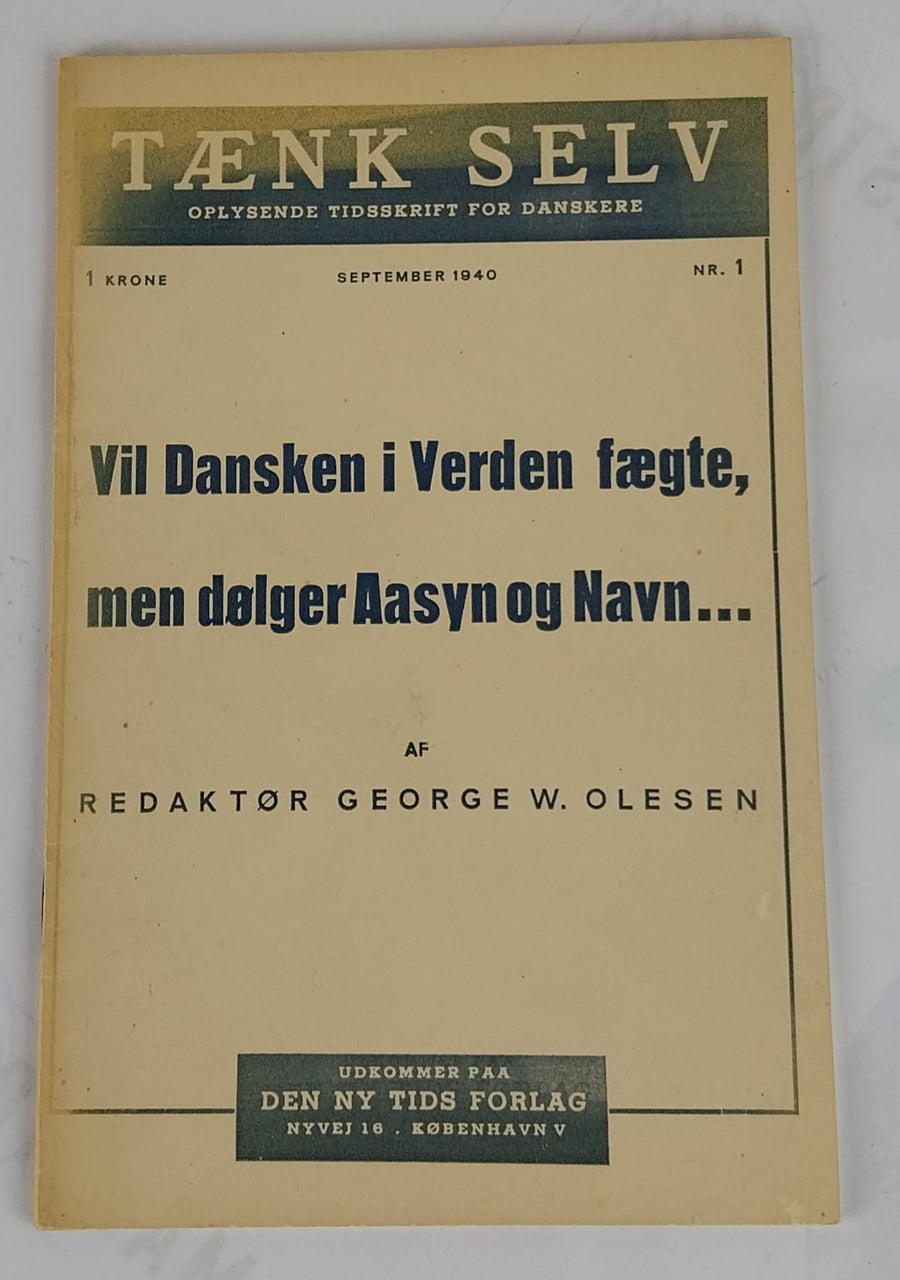 TÆNK SELV
OPLYSENDE TIDSSKRIFT FOR DANSKERE
1 KRONE SEPTEMBER 1940 NR. 1
Vil Dansken i Verden fægte,
men dølger Aasyn og Navn...
AF
REDAKTØR GEORGE W. OLESEN
UDKOMMER PAA
DEN NY TIDS FORLAG
NYVEJ 16 . KØBENHAVN V